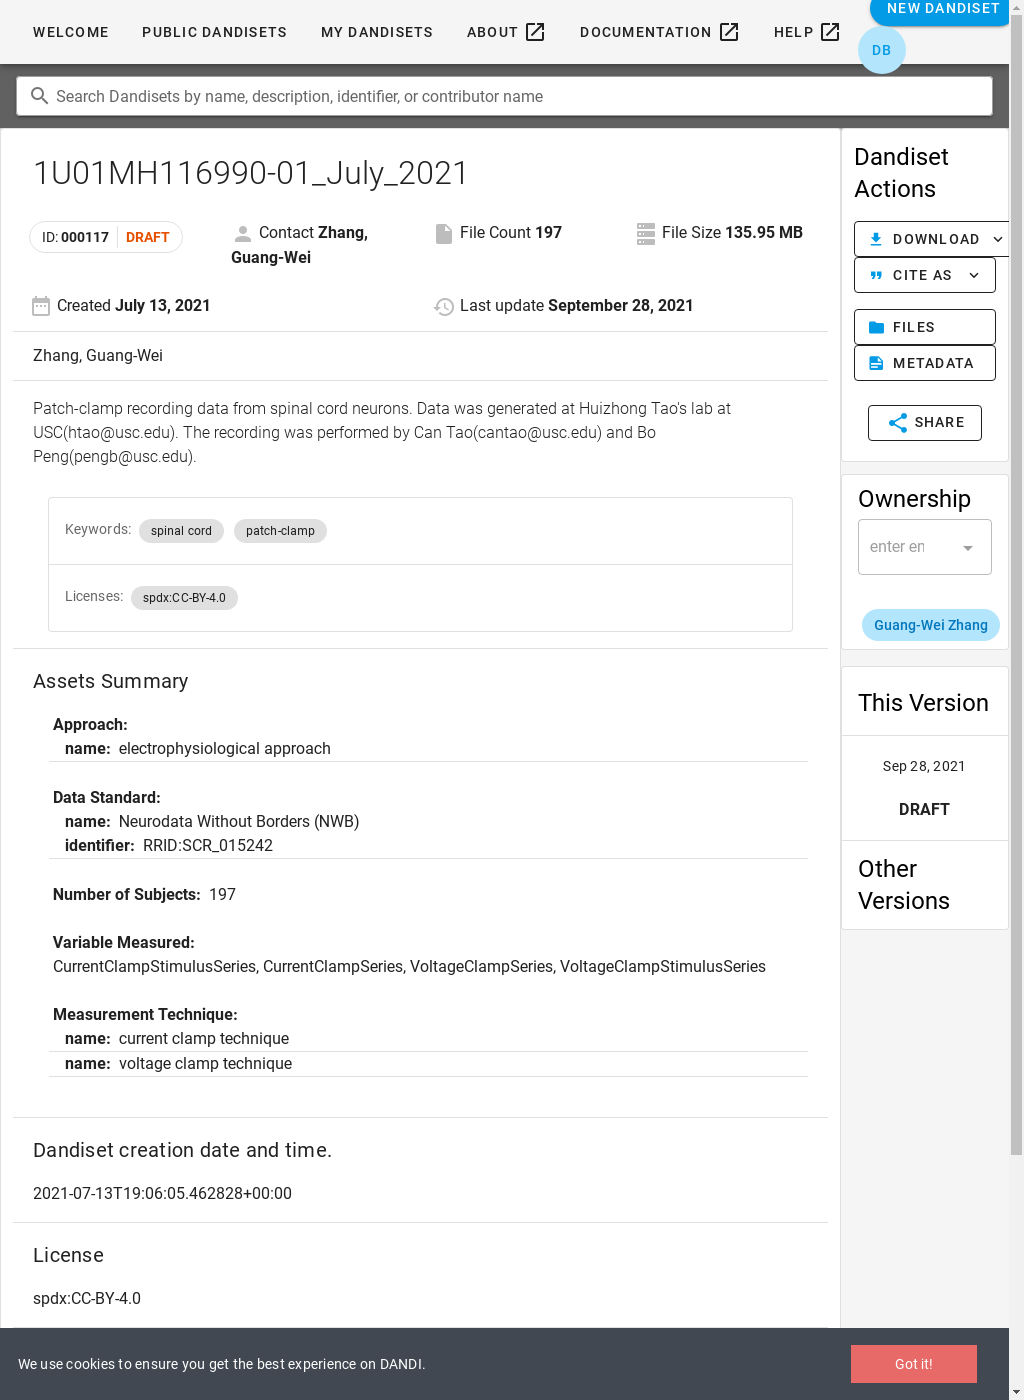 NEW DANDISET
WELCOME PUBLIC DANDISETS MY DANDISETS ABOUT DOCUMENTATION HELP
DB
Search Dandisets by name, description, identifier, or contributor name
1U01MH116990-01_July_2021
ID: 000117 DRAFT
Contact Zhang, Guang-Wei
File Count 197
File Size 135.95 MB
Created July 13, 2021
Last update September 28, 2021
Zhang, Guang-Wei
Patch-clamp recording data from spinal cord neurons. Data was generated at Huizhong Tao's lab at
USC(htao@usc.edu). The recording was performed by Can Tao(cantao@usc.edu) and Bo
Peng(pengb@usc.edu).
Keywords: spinal cord patch-clamp
Licenses: spdx:CC-BY-4.0
Assets Summary
Approach:
name: electrophysiological approach
Data Standard:
name: Neurodata Without Borders (NWB)
identifier: RRID:SCR_015242
Number of Subjects: 197
Variable Measured:
CurrentClampStimulusSeries, CurrentClampSeries, VoltageClampSeries, VoltageClampStimulusSeries
Measurement Technique:
name: current clamp technique
name: voltage clamp technique
Dandiset creation date and time.
2021-07-13T19:06:05.462828+00:00
License
spdx:CC-BY-4.0
Dandiset
Actions
DOWNLOAD
CITE AS
FILES
METADATA
SHARE
Ownership
enter en
Guang-Wei Zhang
This Version
Sep 28, 2021
DRAFT
Other
Versions
We use cookies to ensure you get the best experience on DANDI.
Got it!